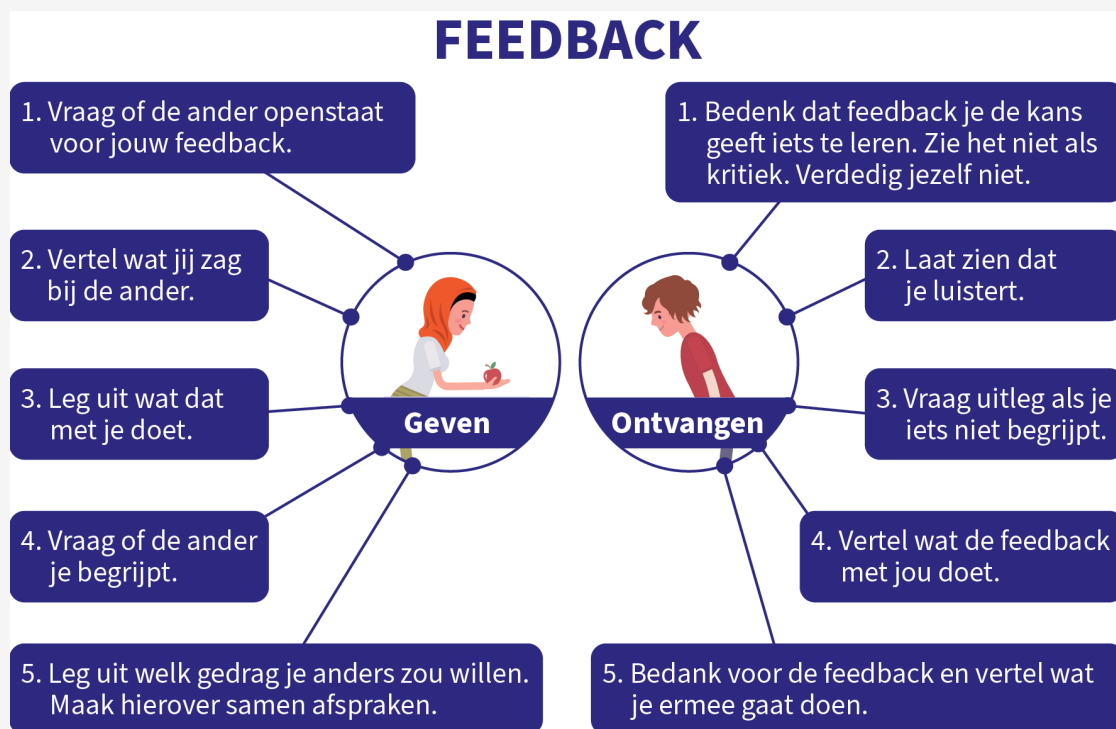 FEEDBACK
1. Vraag of de ander openstaat
voor jouw feedback.
2. Vertel wat jij zag
bij de ander.
3. Leg uit wat dat
met je doet.
4. Vraag of de ander
je begrijpt.
5. Leg uit welk gedrag je anders zou willen.
Maak hierover samen afspraken.
Geven
Ontvangen
1. Bedenk dat feedback je de kans
geeft iets te leren. Zie het niet als
kritiek. Verdedig jezelf niet.
2. Laat zien dat
je luistert.
3. Vraag uitleg als je
iets niet begrijpt.
4. Vertel wat de feedback
met jou doet.
5. Bedank voor de feedback en vertel wat
je ermee gaat doen.